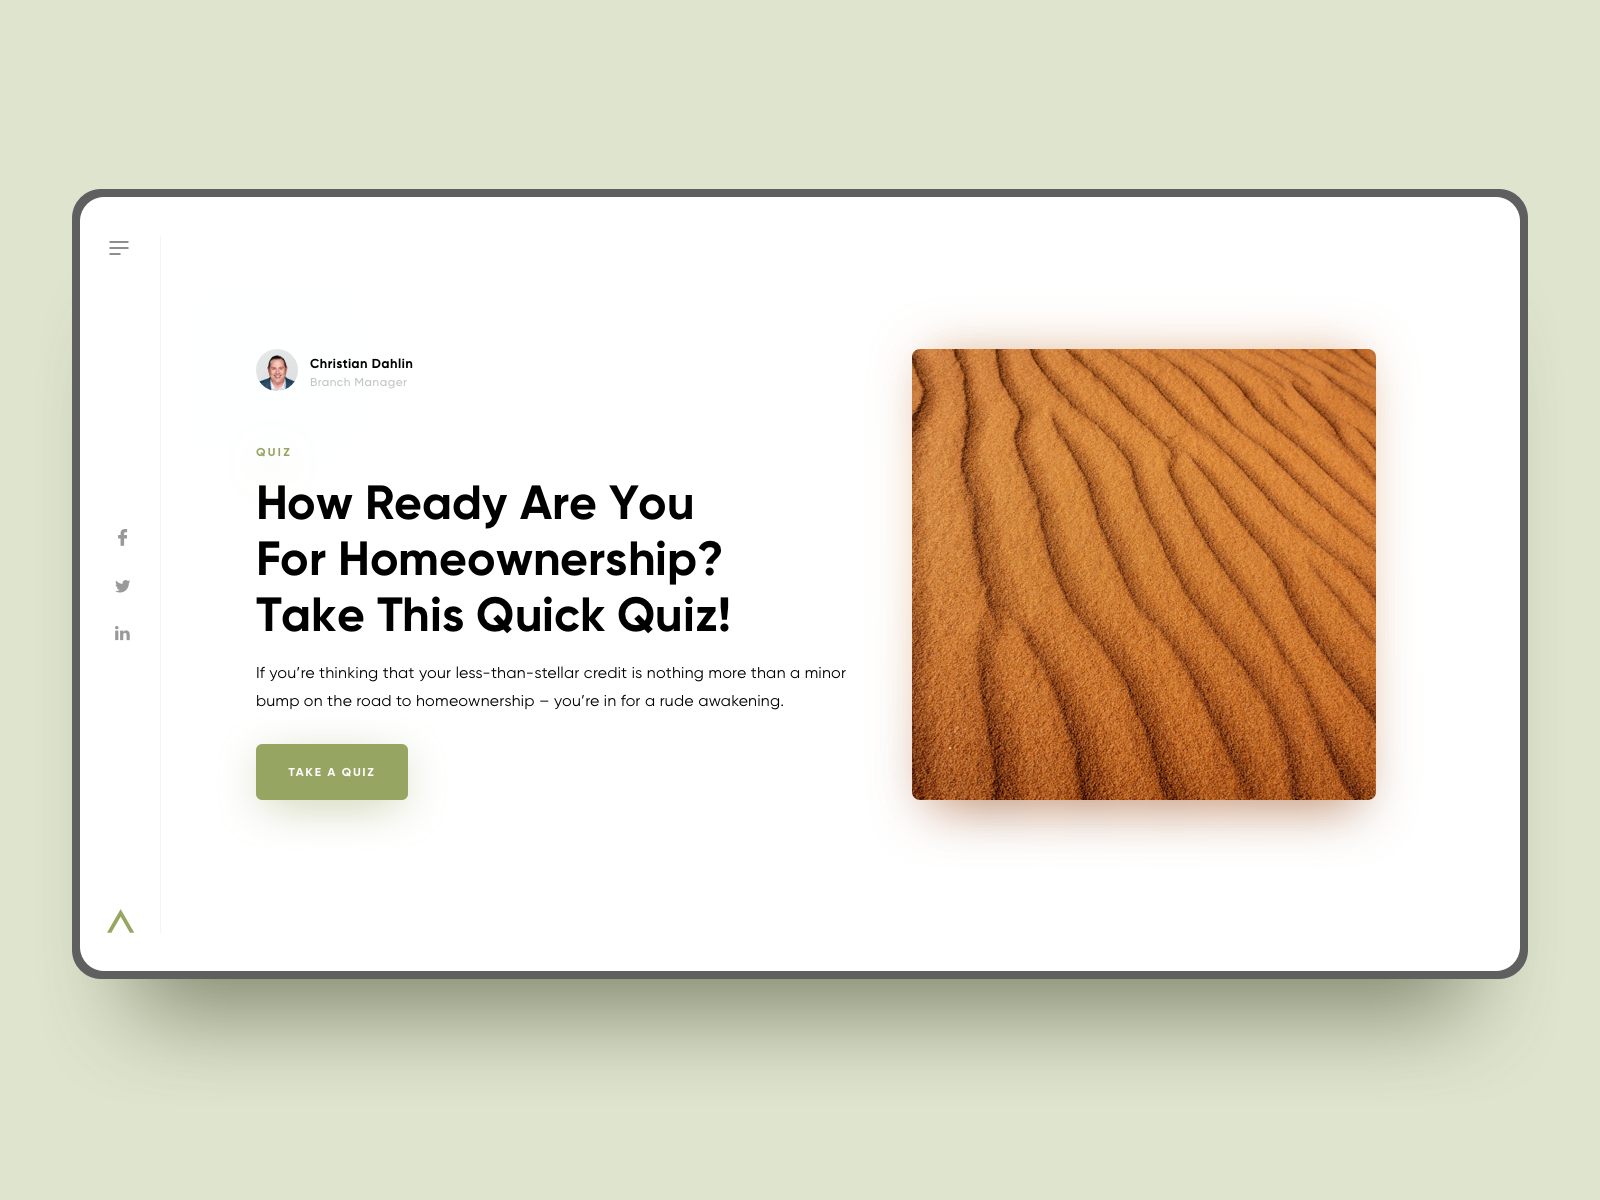 Christian Dahlin
Branch Manager
QUIZ
How Ready Are You
For Homeownership?
Take This Quick Quiz!
If you’re thinking that your less-than-stellar credit is nothing more than a minor
bump on the road to homeownership – you’re in for a rude awakening.
TAKE A QUIZ